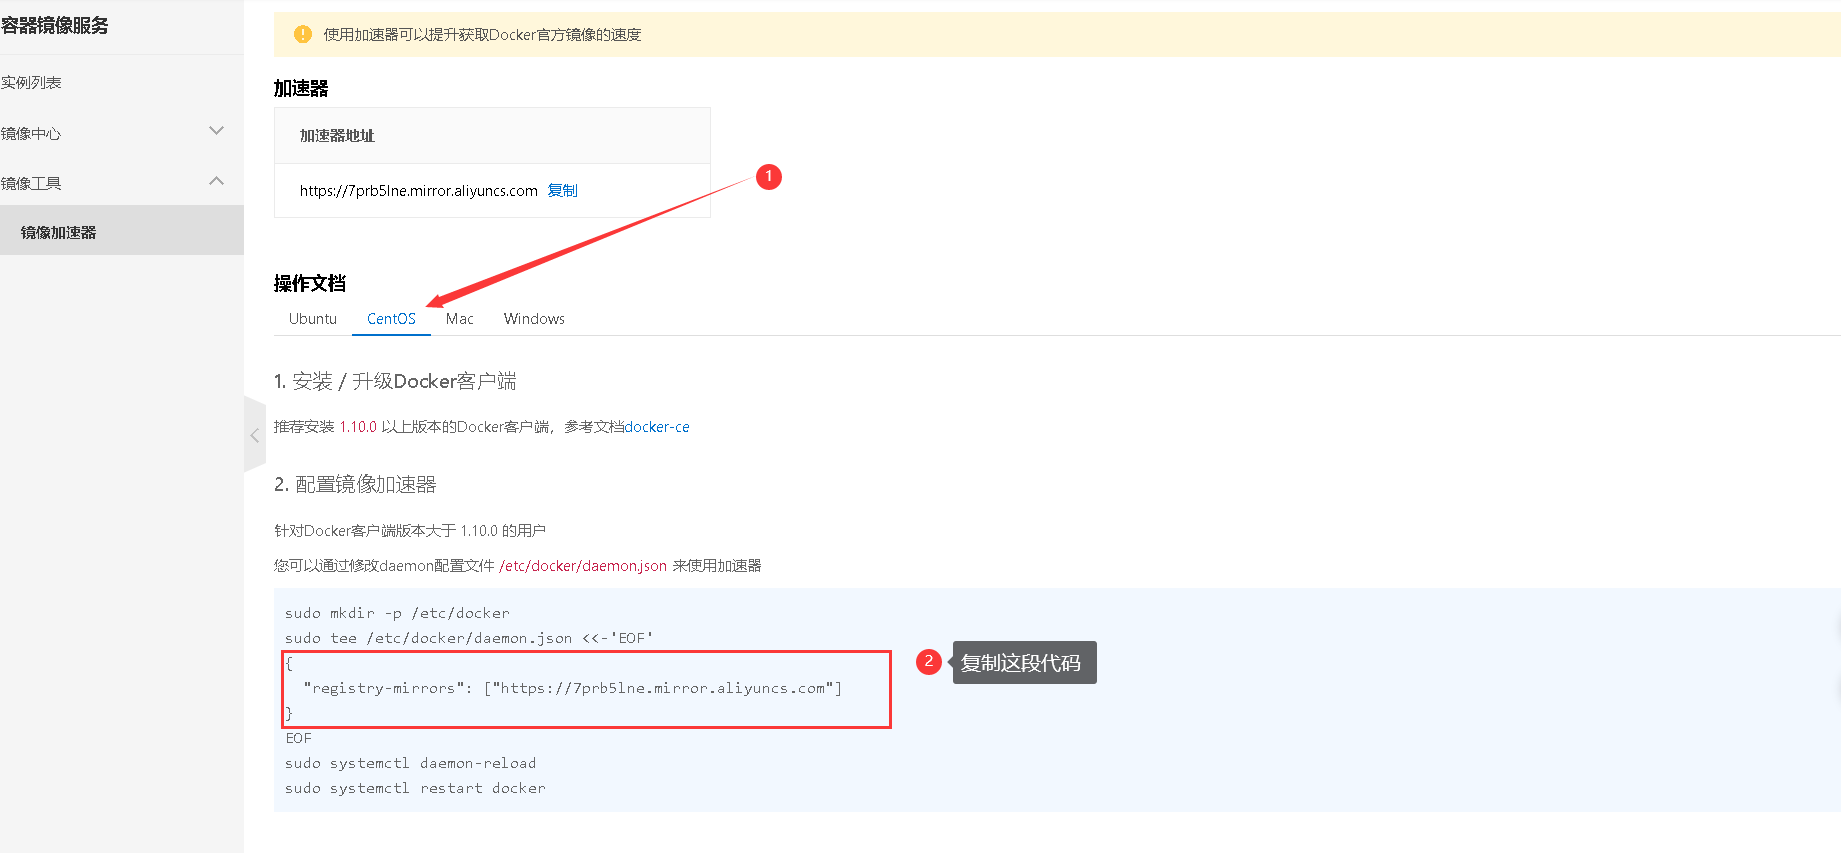 容器镜像服务
实例列表
镜像中心
镜像工具
镜像加速器
使用加速器可以提升获取Docker官方镜像的速度
加速器
加速器地址
https://7prb5lne.mirror.aliyuncs.com 复制
1
操作文档
Ubuntu CentOS Mac Windows
1. 安装 / 升级Docker客户端
推荐安装 1.10.0 以上版本的Docker客户端，参考文档docker-ce
2. 配置镜像加速器
针对Docker客户端版本大于 1.10.0 的用户
您可以通过修改daemon配置文件 /etc/docker/daemon.json 来使用加速器
sudo mkdir -p /etc/docker
sudo tee /etc/docker/daemon.json <<-'EOF'
{
"registry-mirrors": ["https://7prb5lne.mirror.aliyuncs.com"]
}
2 复制这段代码
EOF
sudo systemctl daemon-reload
sudo systemctl restart docker